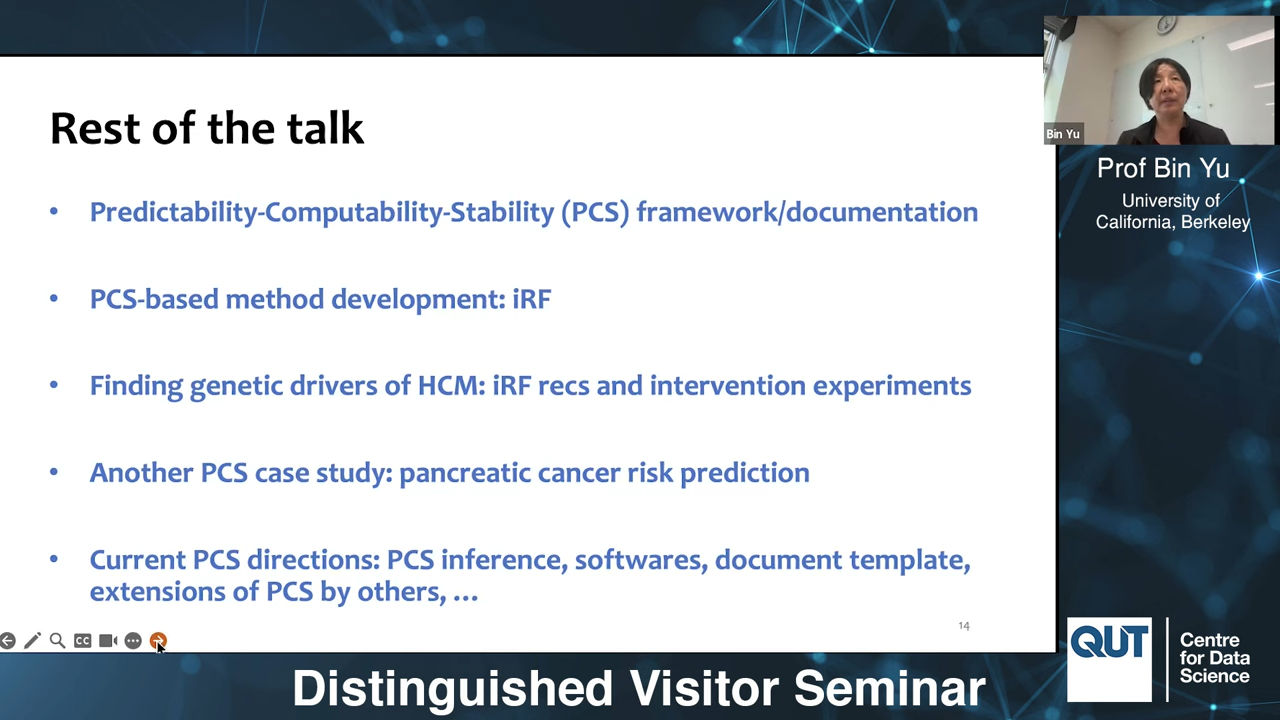 Rest of the talk
• Predictability-Computability-Stability (PCS) framework/documentation
• PCS-based method development: iRF
• Finding genetic drivers of HCM: iRF recs and intervention experiments
• Another PCS case study: pancreatic cancer risk prediction
• Current PCS directions: PCS inference, softwares, document template,
extensions of PCS by others, ...
14
CC
Bin Yu
Prof Bin Yu
University of
California, Berkeley
QUT
Centre
for Data
Science
Distinguished Visitor Seminar